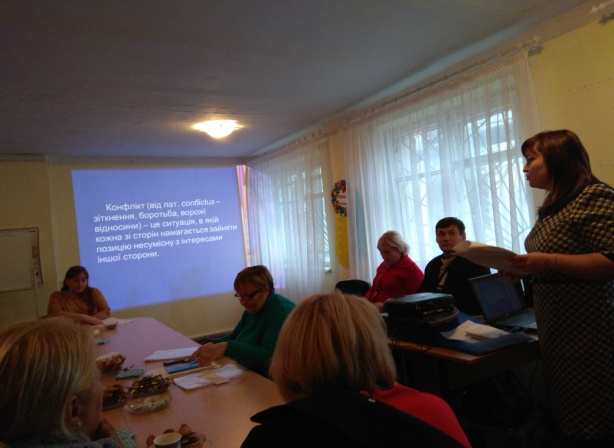 Конфлікт (від лат. conflictus –
зіткнення, боротьба, ворожі
відносини) – це ситуація, в якій
кожна зі сторін намагається зайняти
позицію несумісну з інтересами
іншої сторони.